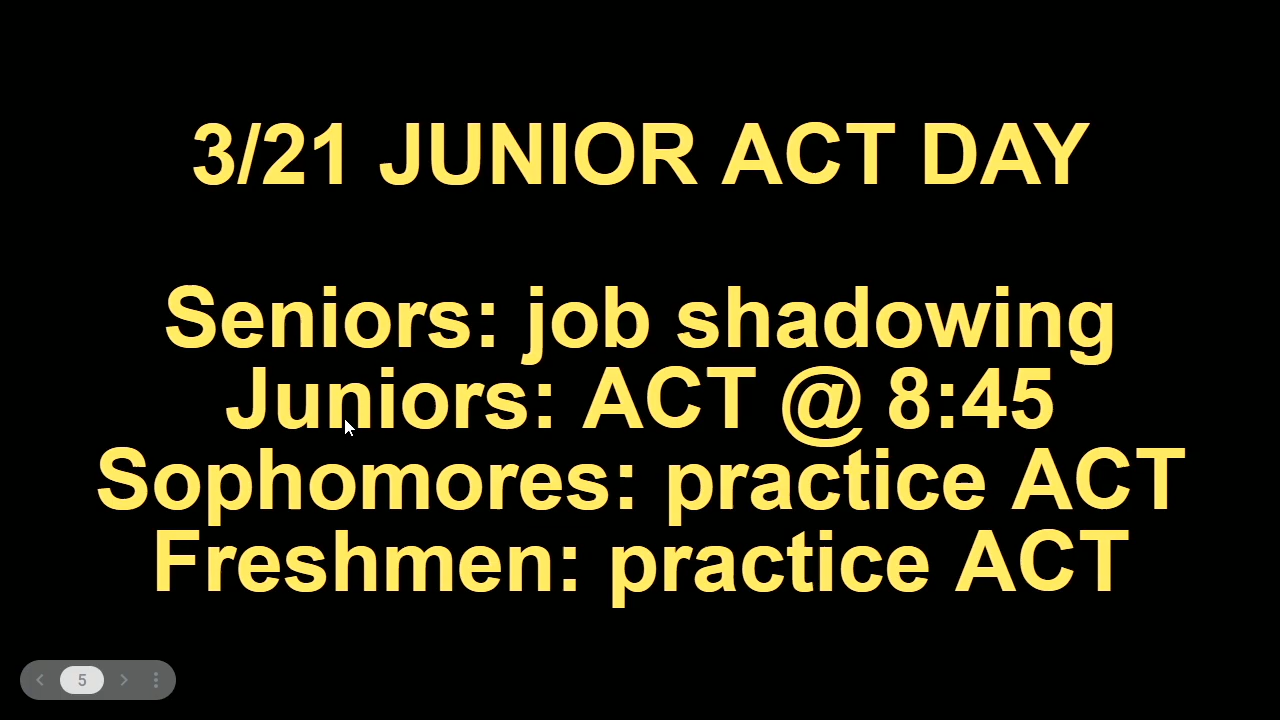 3/21 JUNIOR ACT DAY
Seniors: job shadowing
Juniors: ACT @ 8:45
Sophomores: practice ACT
Freshmen: practice ACT
5